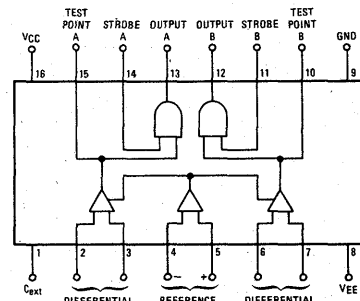 TEST TEST
POINT STROBE OUTPUT OUTPUT STROBE POINT
VCC A A A B B B GND
16 15 14 13 12 11 10 9
1 2 3 4 − + 5 6 7 8
Cext DIFFERENTIAL REFERENCE DIFFERENTIAL VEE